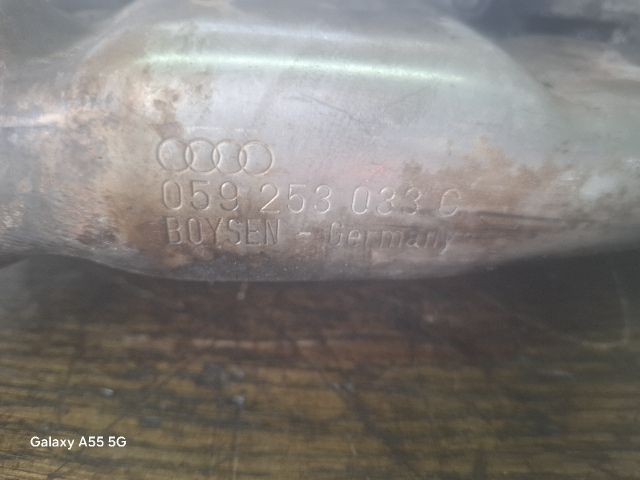 059 253 033 C
BOYSEN - Germany
Galaxy A55 5G